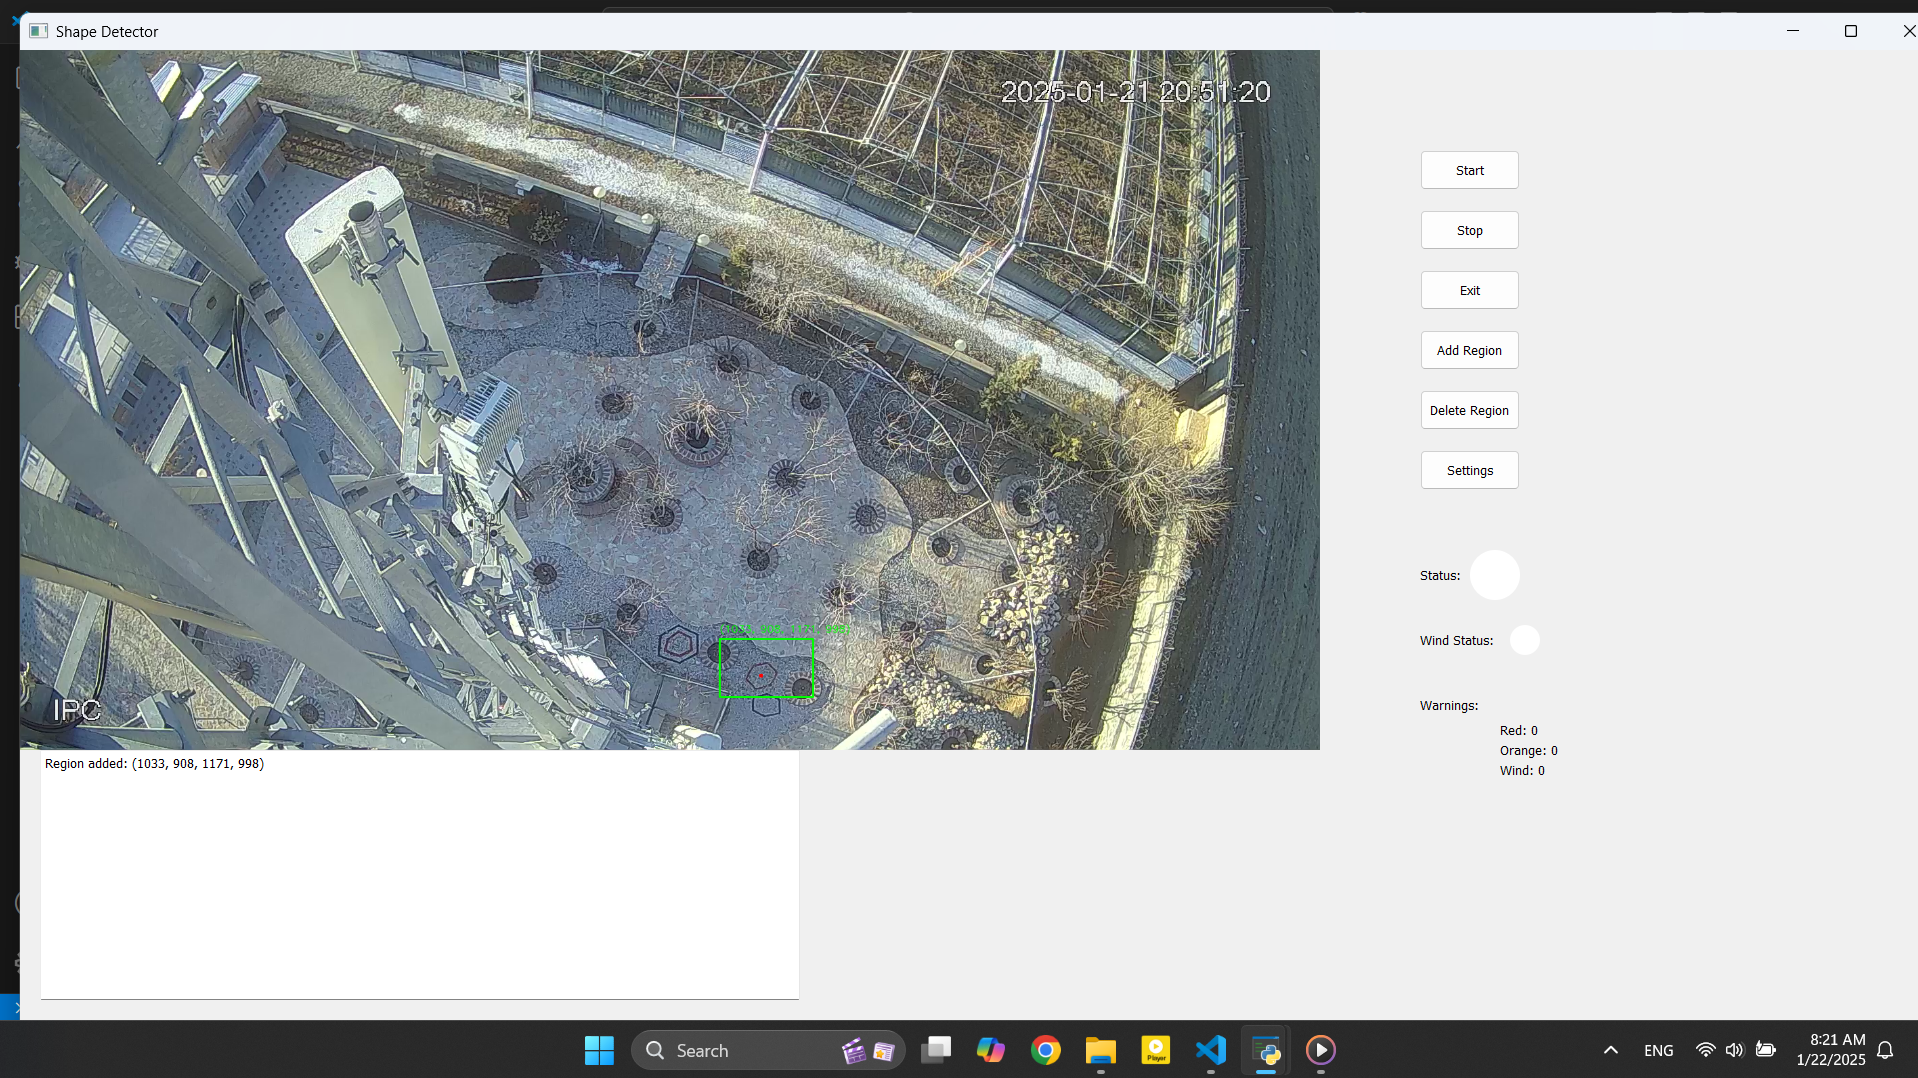 Shape Detector
2025-01-21 20:51:20
Start
Stop
Exit
Add Region
Delete Region
Settings
Status:
Wind Status:
Warnings:
Red: 0
Orange: 0
Wind: 0
IPC
Region added: (1033, 908, 1171, 998)
Search
Player
ENG
8:21 AM
1/22/2025